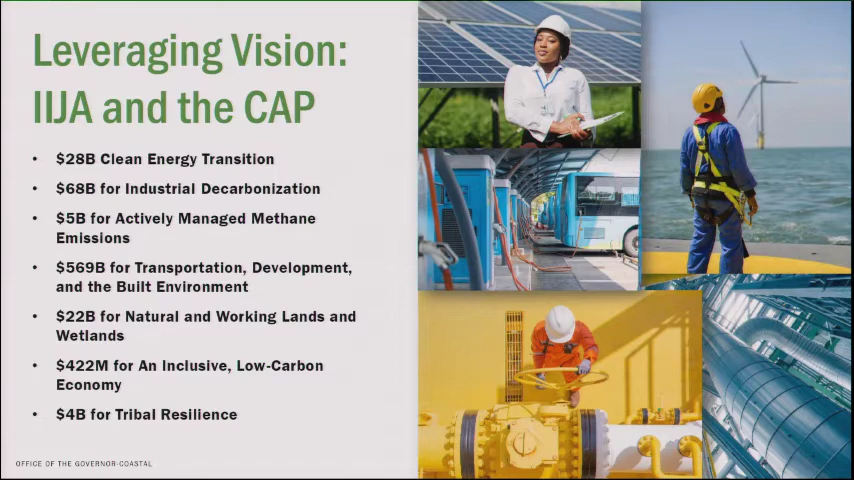 Leveraging Vision:
IIJA and the CAP
• $28B Clean Energy Transition
• $68B for Industrial Decarbonization
• $5B for Actively Managed Methane
Emissions
• $569B for Transportation, Development,
and the Built Environment
• $22B for Natural and Working Lands and
Wetlands
• $422M for An Inclusive, Low-Carbon
Economy
• $4B for Tribal Resilience
OFFICE OF THE GOVERNOR-COASTAL